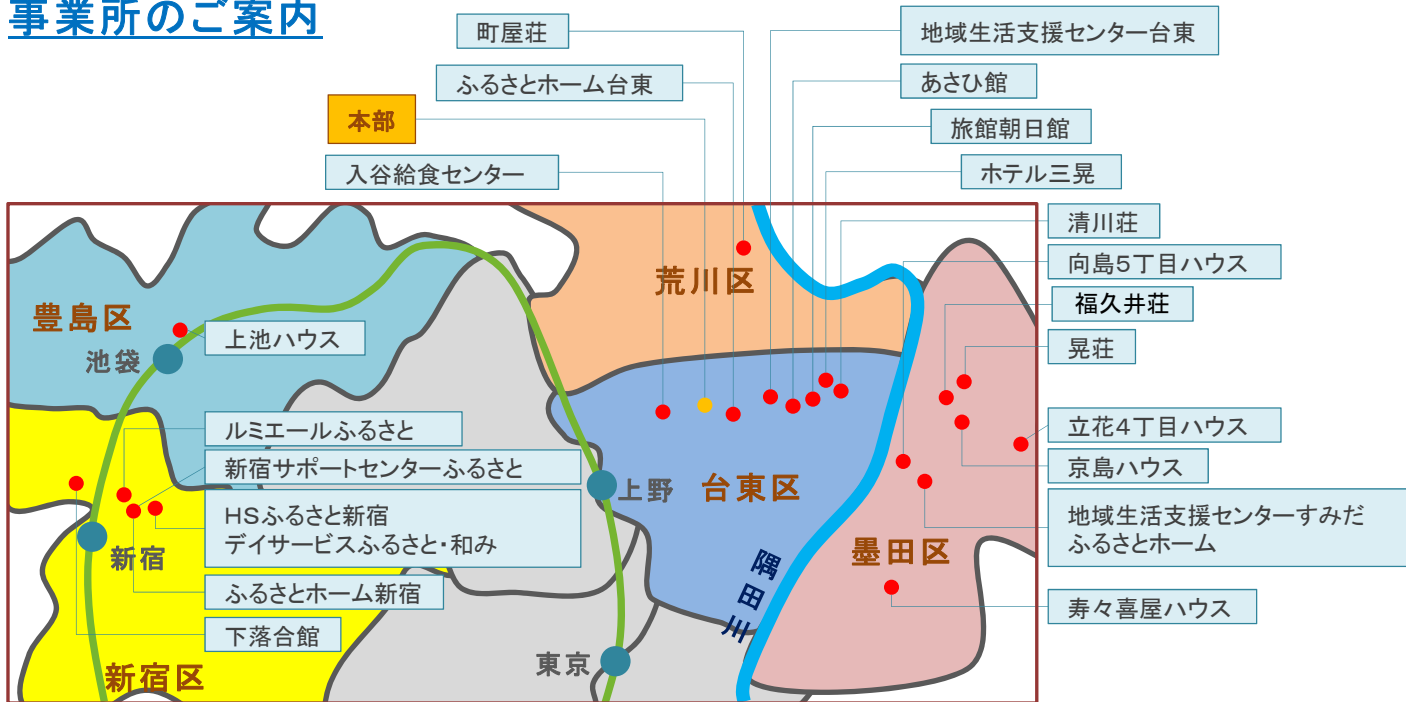 事業所のご案内
町屋荘
地域生活支援センター台東
ふるさとホーム台東
あさひ館
本部
旅館朝日館
入谷給食センター
ホテル三晃
清川荘
向島5丁目ハウス
荒川区
福久井荘
豊島区
上池ハウス
晃荘
池袋
ルミエールふるさと
立花4丁目ハウス
新宿サポートセンターふるさと
京島ハウス
上野
台東区
HSふるさと新宿
デイサービスふるさと・和み
地域生活支援センターすみだ
ふるさとホーム
新宿
墨田区
隅田川
ふるさとホーム新宿
寿々喜屋ハウス
下落合館
東京
新宿区